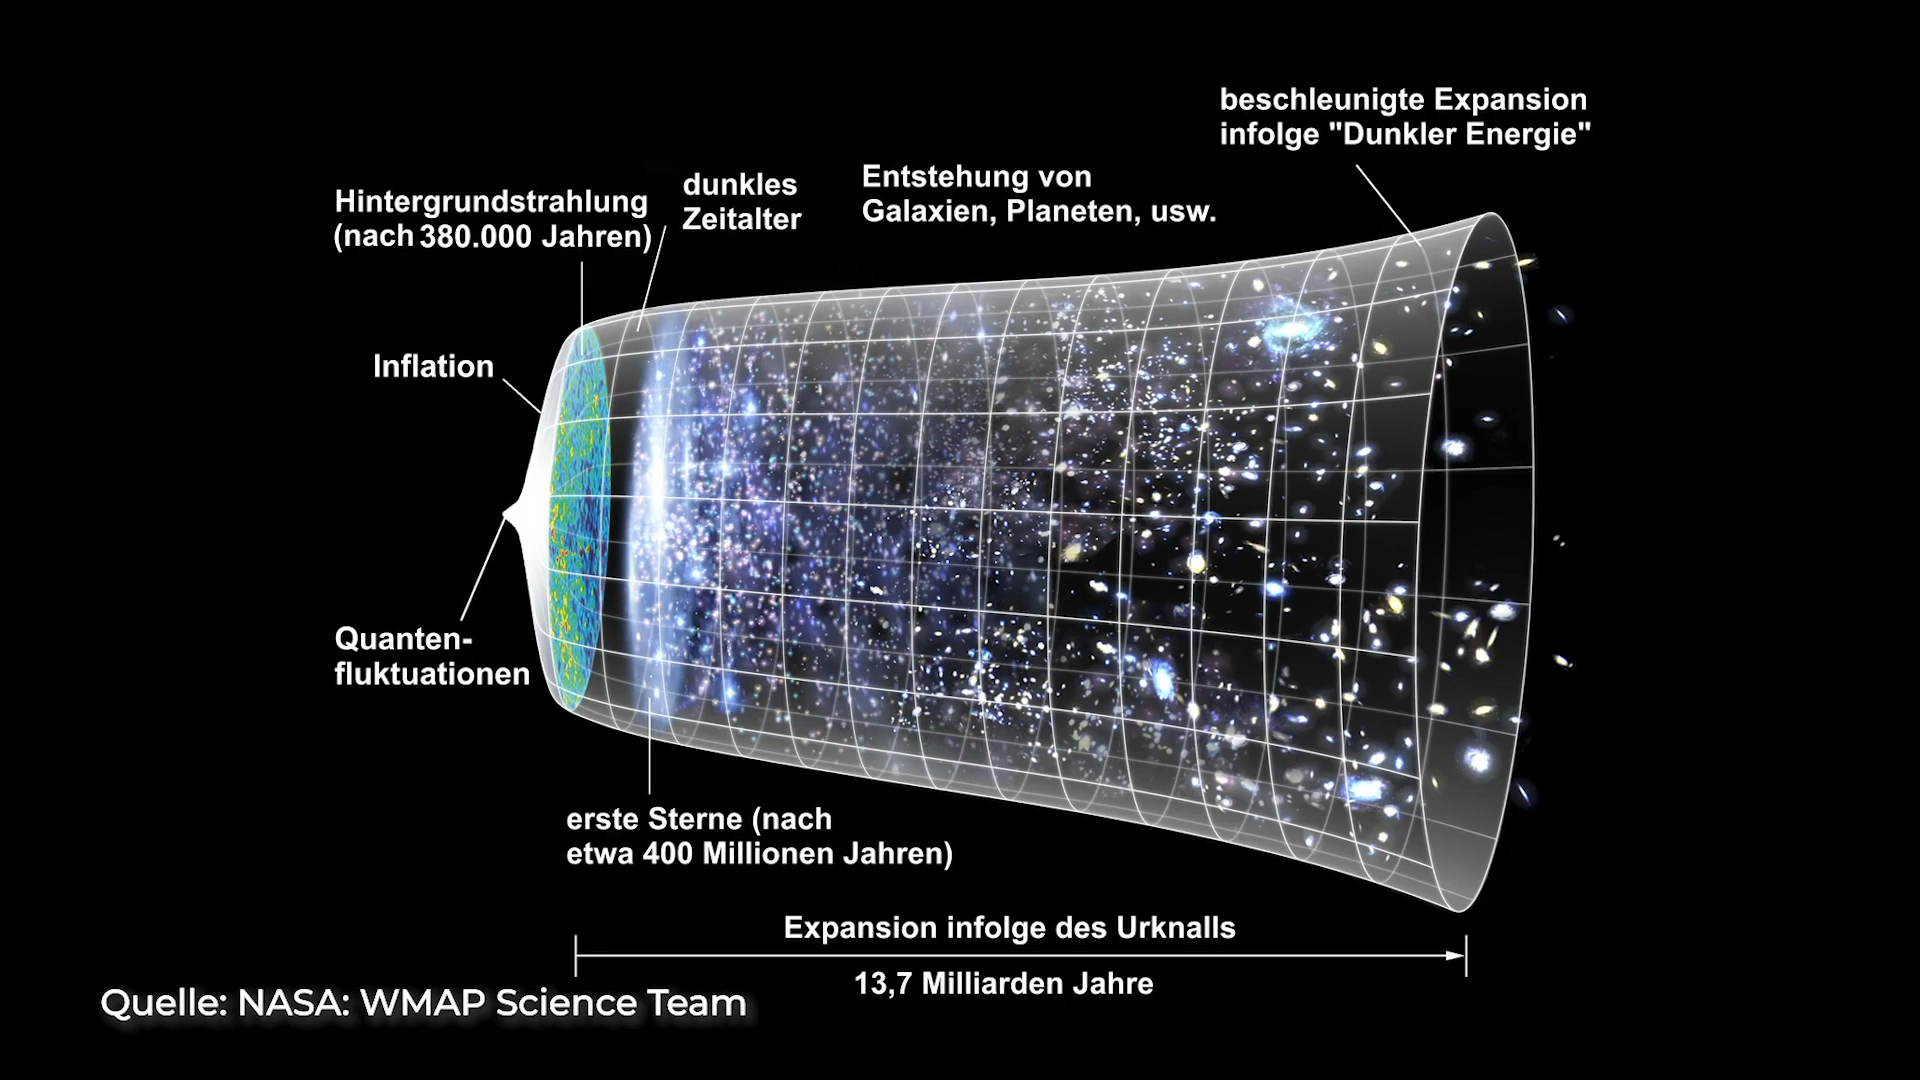 beschleunigte Expansion
infolge "Dunkler Energie"
Hintergrundstrahlung
(nach 380.000 Jahren)
dunkles
Zeitalter
Entstehung von
Galaxien, Planeten, usw.
Inflation
Quanten-
fluktuationen
erste Sterne (nach
etwa 400 Millionen Jahren)
Expansion infolge des Urknalls
13,7 Milliarden Jahre
Quelle: NASA: WMAP Science Team